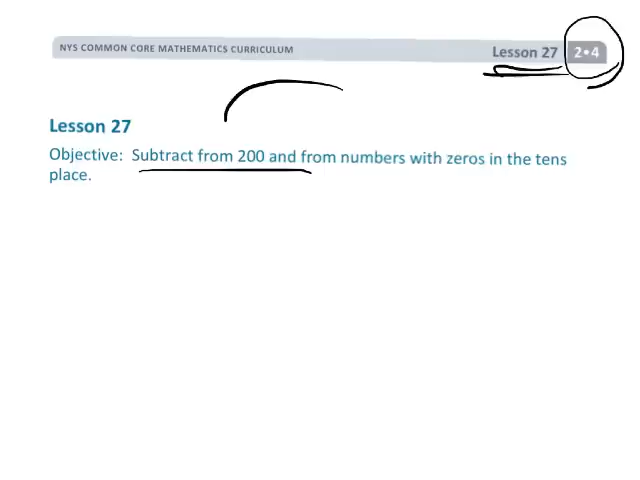 NYS COMMON CORE MATHEMATICS CURRICULUM Lesson 27 2•4
Lesson 27
Objective: Subtract from 200 and from numbers with zeros in the tens
place.